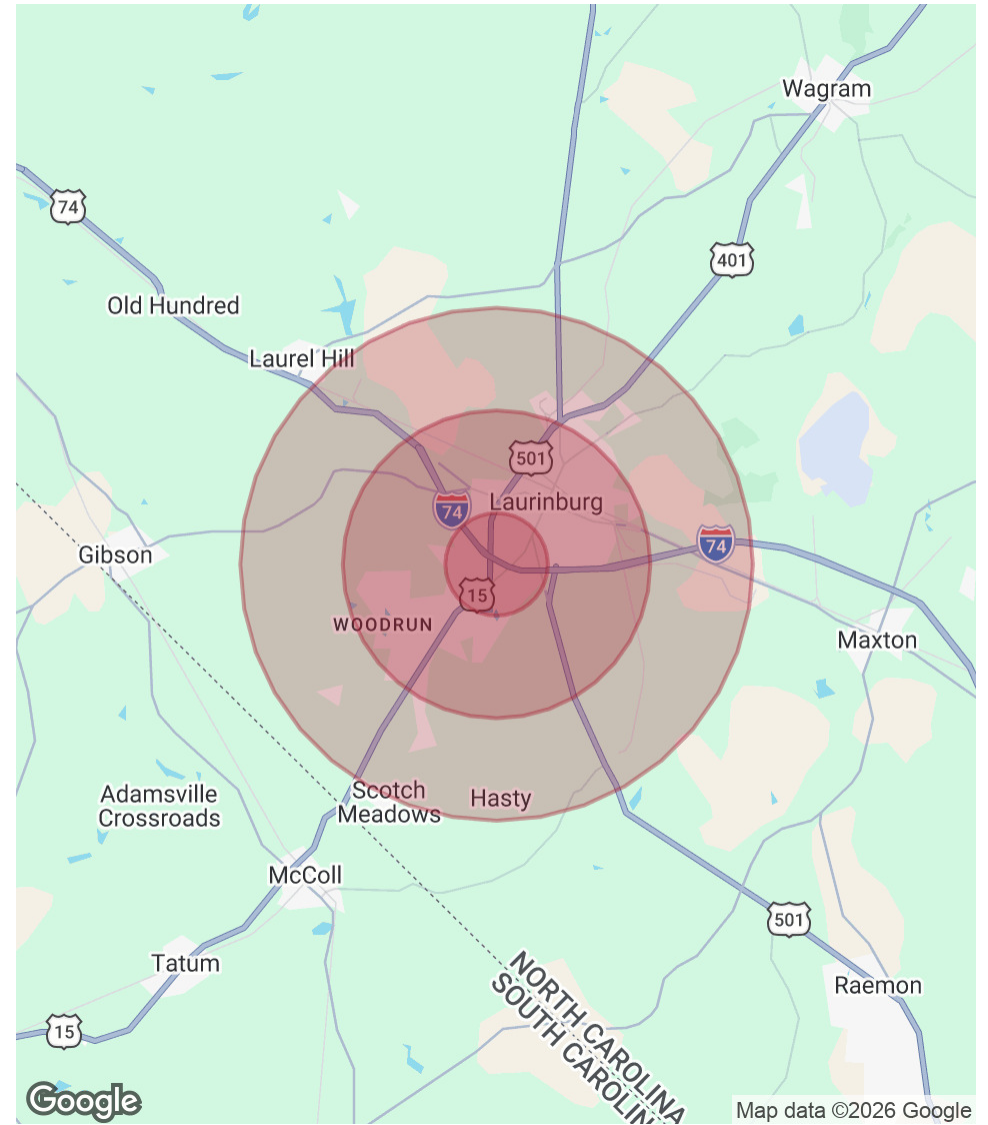 Wagram
74
401
Old Hundred
Laurel Hill
501
Laurinburg
74
74
Gibson
15
WOODRUN
Maxton
Adamsville
Crossroads
Scotch
Meadows
Hasty
McColl
501
Tatum
Raemon
NORTH CAROLINA
SOUTH CAROLIN
15
Google
Map data ©2026 Google